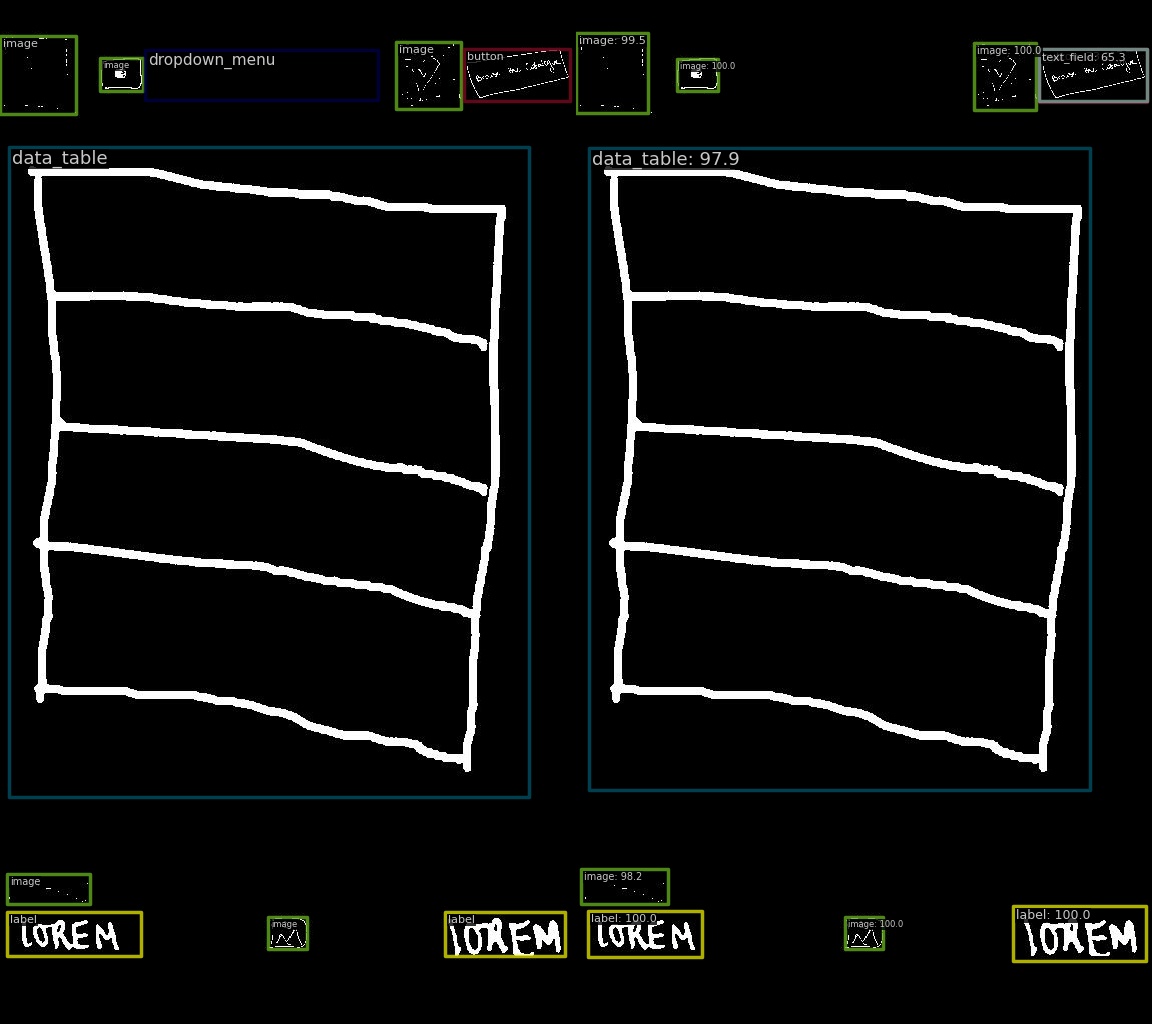 image
image
dropdown_menu
image
button
image: 99.5
image: 100.0
image: 100.0
text_field: 65.3
data_table
data_table: 97.9
image
image: 98.2
label
LOREM
image
label
LOREM
label: 100.0
LOREM
image: 100.0
label: 100.0
LOREM